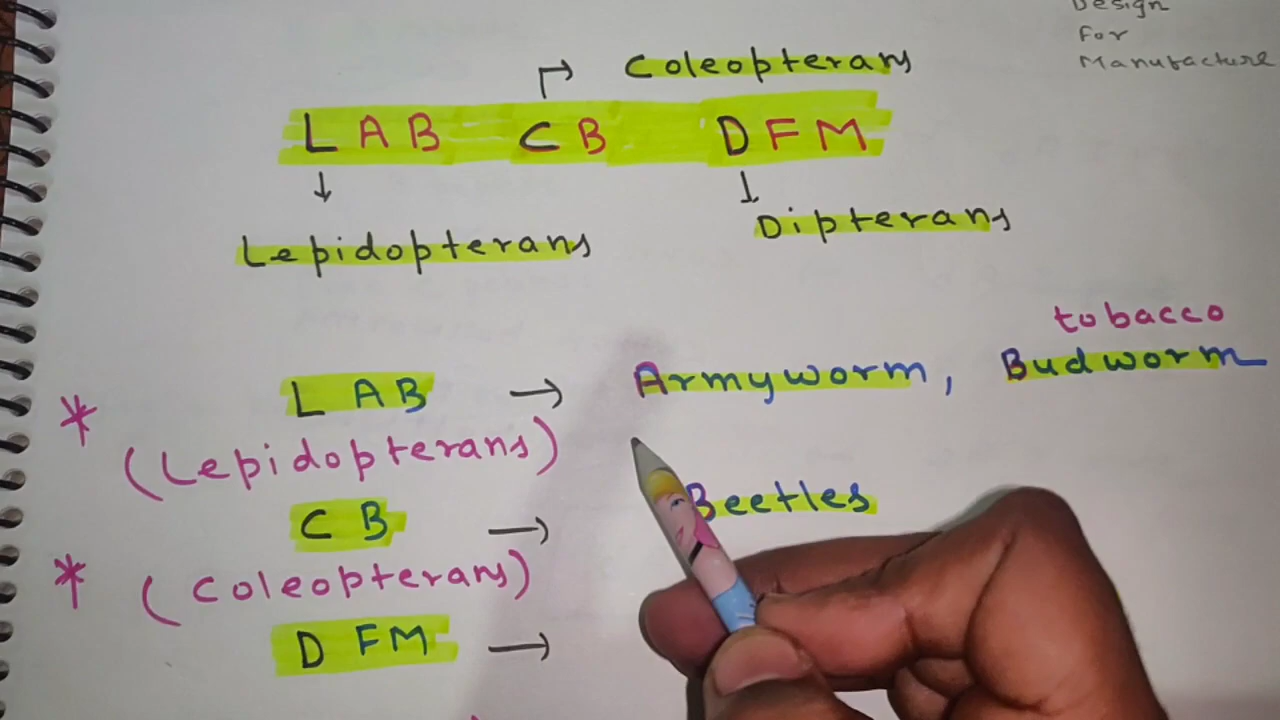 Design
For
Manufacture
Coleopterans
LAB CB DFM
Lepidopterans
Dipterans
tobacco
LAB → Armyworm, Budworm
* (Lepidopterans)
CB → Beetles
* (Coleopterans)
DFM →